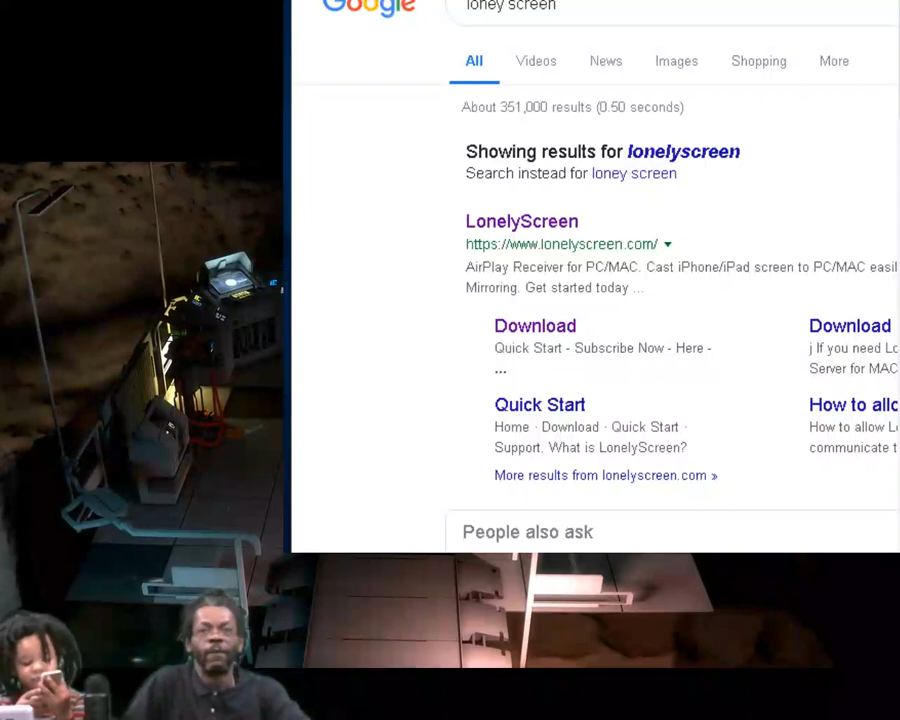 Google
loney screen
All Videos News Images Shopping More
About 351,000 results (0.50 seconds)
Showing results for lonelyscreen
Search instead for loney screen
LonelyScreen
https://www.lonelyscreen.com/
AirPlay Receiver for PC/MAC. Cast iPhone/iPad screen to PC/MAC easil
Mirroring. Get started today ...
Download
Quick Start - Subscribe Now - Here -
...
Quick Start
Home · Download · Quick Start ·
Support. What is LonelyScreen?
More results from lonelyscreen.com »
Download
j If you need Lo
Server for MAC
How to allo
How to allow L
communicate t
People also ask